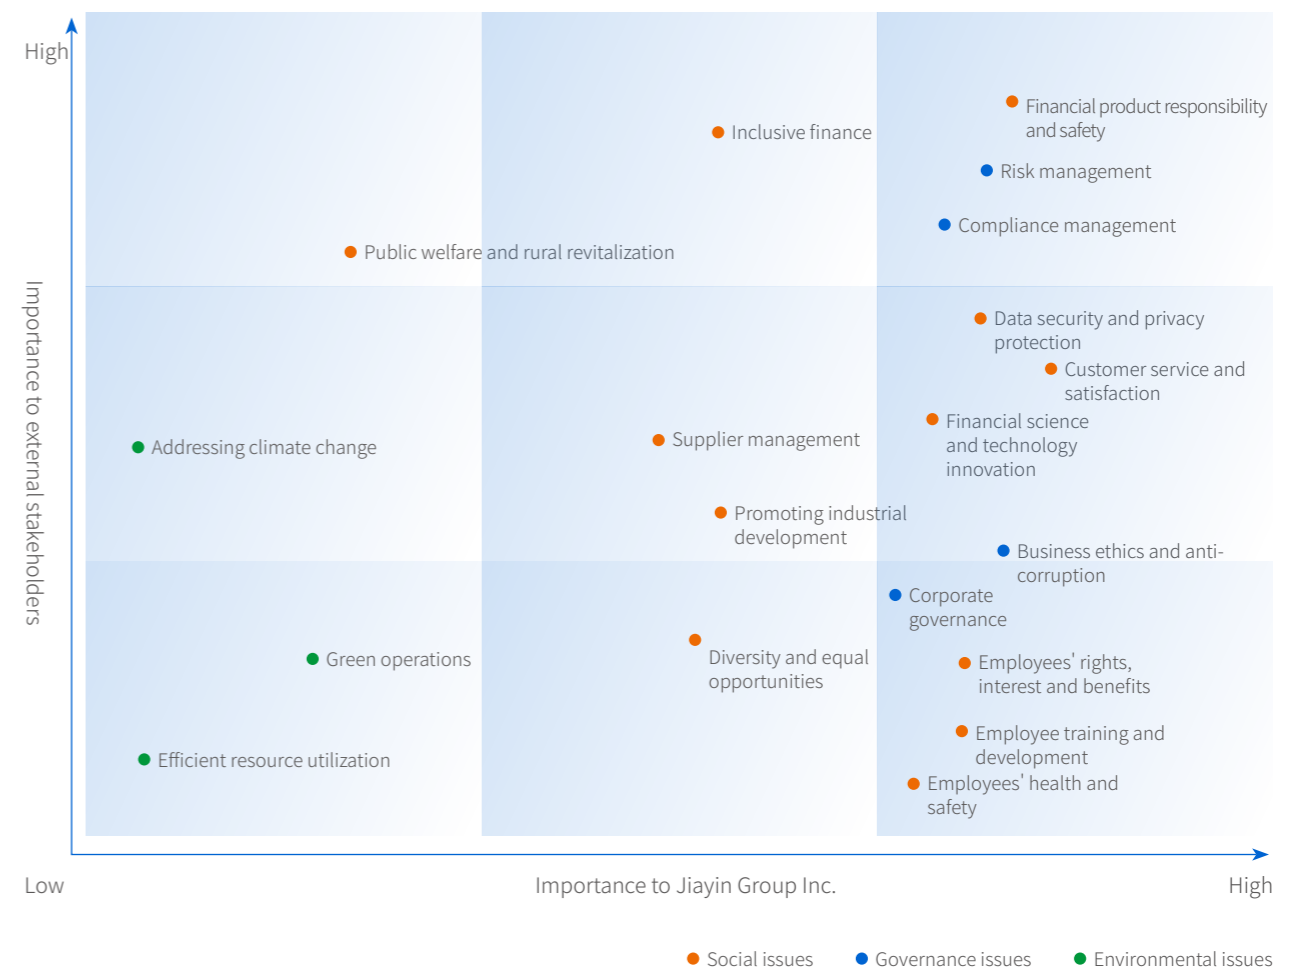 High
Financial product responsibility
and safety
Inclusive finance
Risk management
Compliance management
Public welfare and rural revitalization
Importance to external stakeholders
Data security and privacy
protection
Customer service and
satisfaction
Financial science
and technology
innovation
Supplier management
Addressing climate change
Promoting industrial
development
Business ethics and anti-
corruption
Corporate
governance
Diversity and equal
opportunities
Green operations
Employees' rights,
interest and benefits
Employee training and
development
Efficient resource utilization
Employees' health and
safety
Low
Importance to Jiayin Group Inc.
High
Social issues
Governance issues
Environmental issues